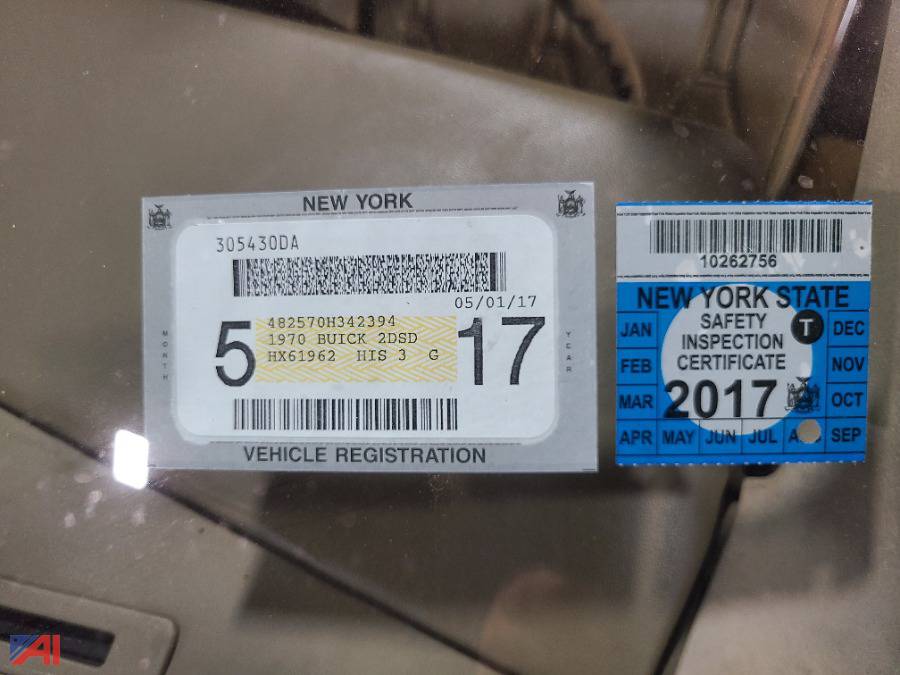 NEW YORK
305430DA
05/01/17
MONTH
5
482570H342394
1970 BUICK 2DSD
HX61962 HIS 3 G
17
YEAR
VEHICLE REGISTRATION
10262756
NEW YORK STATE
SAFETY
INSPECTION
CERTIFICATE
T
2017
JAN
FEB
MAR
APR MAY JUN JUL SEP
DEC
NOV
OCT
AI